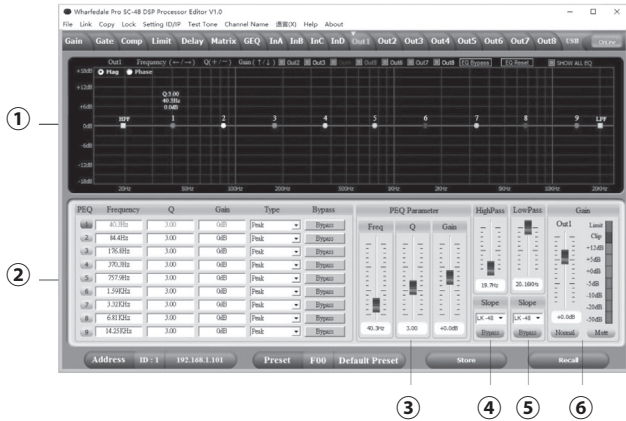 Wharfedale Pro SC-48 DSP Processor Editor V1.0
File Link Copy Lock Setting ID/IP Test Tone Channel Name 语言(X) Help About
Gain Gate Comp Limit Delay Matrix GEQ InA InB InC InD Out1 Out2 Out3 Out4 Out5 Out6 Out7 Out8 USB OnLine
Out1 Frequency (←/→) Q(+/−) Gain (↑/↓) Out2 Out3 Out5 Out6 Out7 Out8 EQ Bypass EQ Reset SHOW ALL EQ
+18dB Mag Phase
+12dB
Q:3.00
40.3Hz
0.0dB
+6dB
HPF 1 2 3 4 5 6 7 8 9 LPF
0dB
-6dB
-12dB
-18dB
20Hz 50Hz 100Hz 200Hz 500Hz 1KHz 2KHz 5KHz 10KHz 20KHz
1
PEQ Frequency Q Gain Type Bypass
1 40.3Hz 3.00 0dB Peak Bypass
2 84.4Hz 3.00 0dB Peak Bypass
3 176.8Hz 3.00 0dB Peak Bypass
4 370.3Hz 3.00 0dB Peak Bypass
5 757.9Hz 3.00 0dB Peak Bypass
6 1.59KHz 3.00 0dB Peak Bypass
7 3.32KHz 3.00 0dB Peak Bypass
8 6.81KHz 3.00 0dB Peak Bypass
9 14.25KHz 3.00 0dB Peak Bypass
2
PEQ Parameter
Freq Q Gain
40.3Hz 3.00 +0.0dB
HighPass LowPass
19.7Hz 20.16KHz
Slope Slope
LK -48 LK -48
Bypass Bypass
Gain
Out1 Limit
Clip
+12dB
+5dB
+0dB
-5dB
-10dB
-20dB
-50dB
+0.0dB
Normal Mute
Address ID : 1 192.168.1.101 Preset F00 Default Preset Store Recall
3 4 5 6